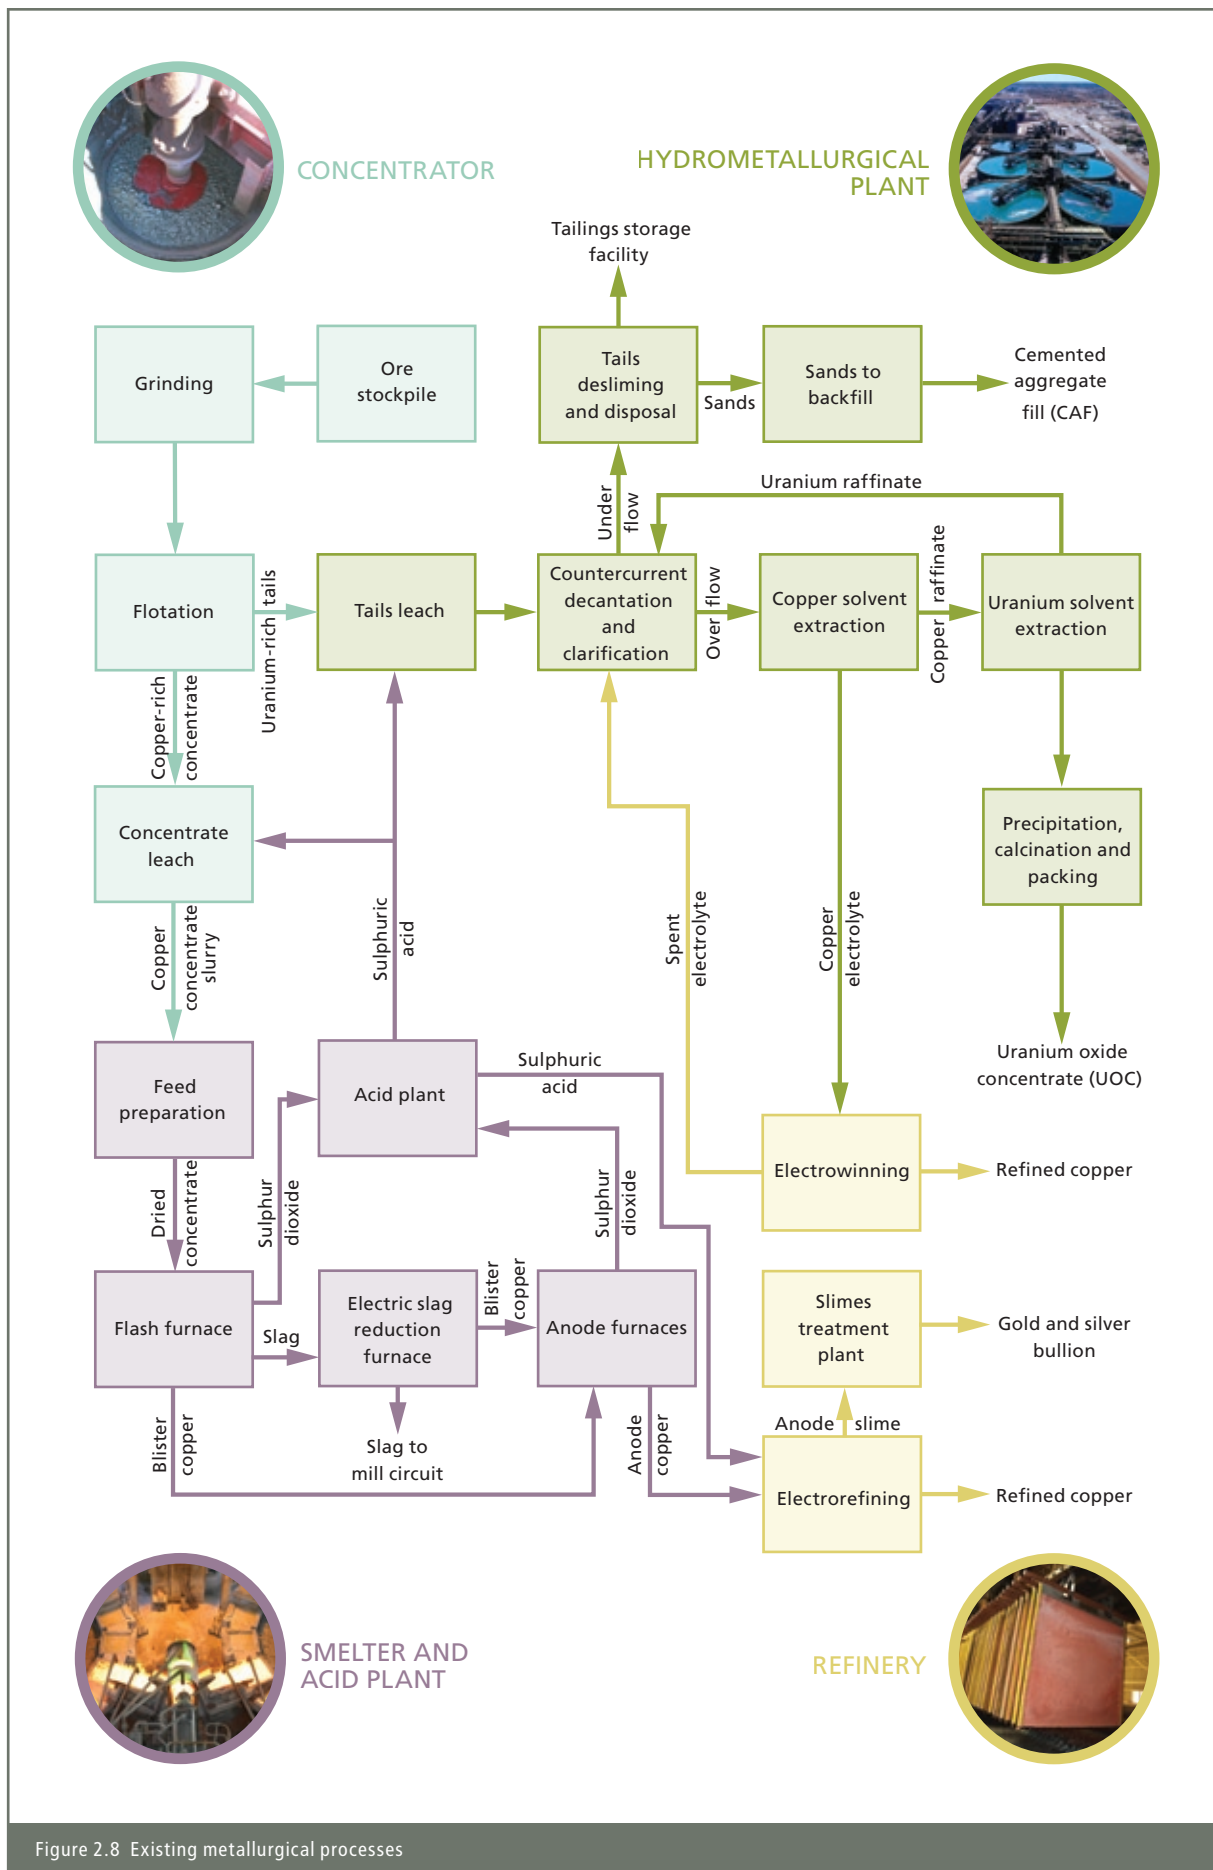 CONCENTRATOR
HYDROMETALLURGICAL
PLANT
Tailings storage
facility
Grinding
Ore
stockpile
Tails
desliming
and disposal
Sands
Sands to
backfill
Cemented
aggregate
fill (CAF)
Uranium raffinate
Under
flow
Flotation
Uranium-rich tails
Tails leach
Countercurrent
decantation
and
clarification
Over flow
Copper solvent
extraction
Copper raffinate
Uranium solvent
extraction
Copper-rich
concentrate
Concentrate
leach
Precipitation,
calcination and
packing
Copper
concentrate
slurry
Sulphuric
acid
Spent
electrolyte
Copper
electrolyte
Uranium oxide
concentrate (UOC)
Feed
preparation
Acid plant
Sulphuric
acid
Electrowinning
Refined copper
Dried
concentrate
Sulphur
dioxide
Sulphur
dioxide
Flash furnace
Slag
Electric slag
reduction
furnace
Blister
copper
Anode furnaces
Slimes
treatment
plant
Gold and silver
bullion
Blister
copper
Slag to
mill circuit
Anode
copper
Anode slime
Electrorefining
Refined copper
SMELTER AND
ACID PLANT
REFINERY
Figure 2.8 Existing metallurgical processes